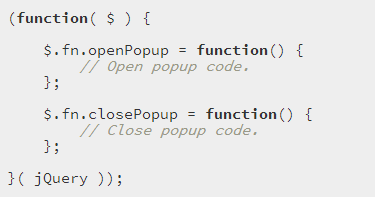 (function( $ ) {
$.fn.openPopup = function() {
// Open popup code.
};
$.fn.closePopup = function() {
// Close popup code.
};
}( jQuery ));